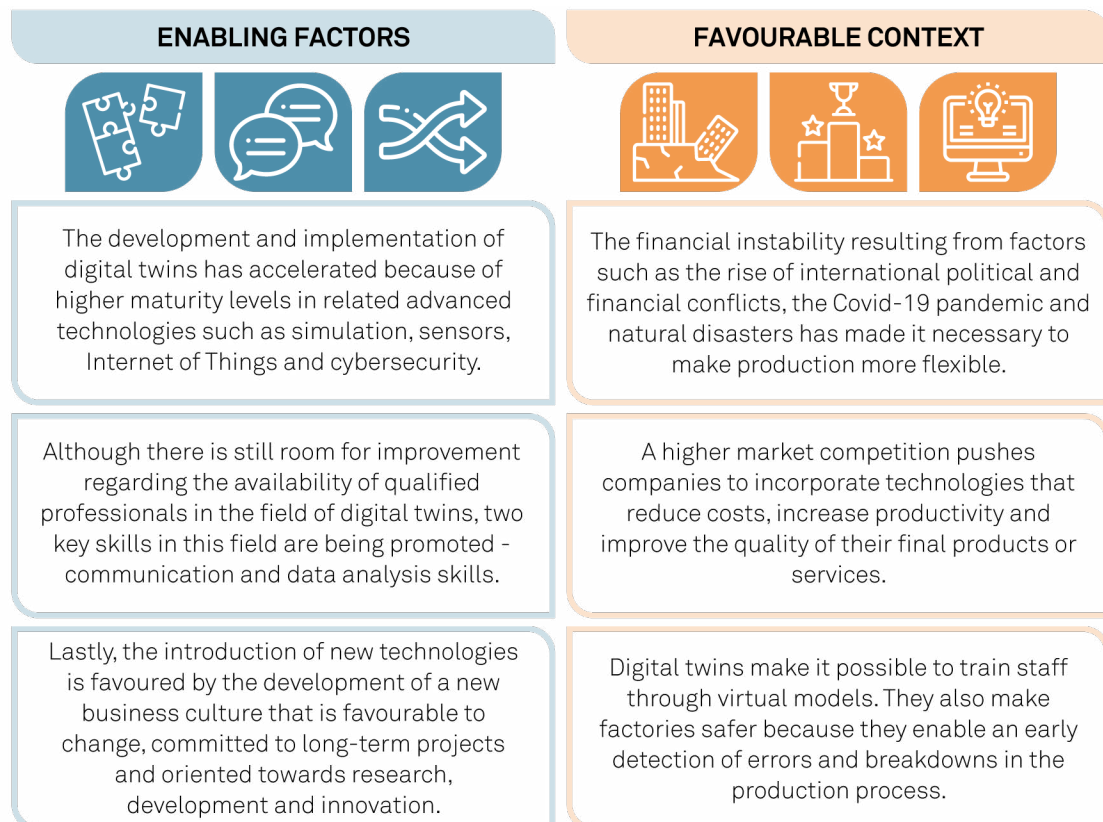 ENABLING FACTORS
The development and implementation of
digital twins has accelerated because of
higher maturity levels in related advanced
technologies such as simulation, sensors,
Internet of Things and cybersecurity.
Although there is still room for improvement
regarding the availability of qualified
professionals in the field of digital twins, two
key skills in this field are being promoted -
communication and data analysis skills.
Lastly, the introduction of new technologies
is favoured by the development of a new
business culture that is favourable to
change, committed to long-term projects
and oriented towards research,
development and innovation.
FAVOURABLE CONTEXT
The financial instability resulting from factors
such as the rise of international political and
financial conflicts, the Covid-19 pandemic and
natural disasters has made it necessary to
make production more flexible.
A higher market competition pushes
companies to incorporate technologies that
reduce costs, increase productivity and
improve the quality of their final products or
services.
Digital twins make it possible to train staff
through virtual models. They also make
factories safer because they enable an early
detection of errors and breakdowns in the
production process.